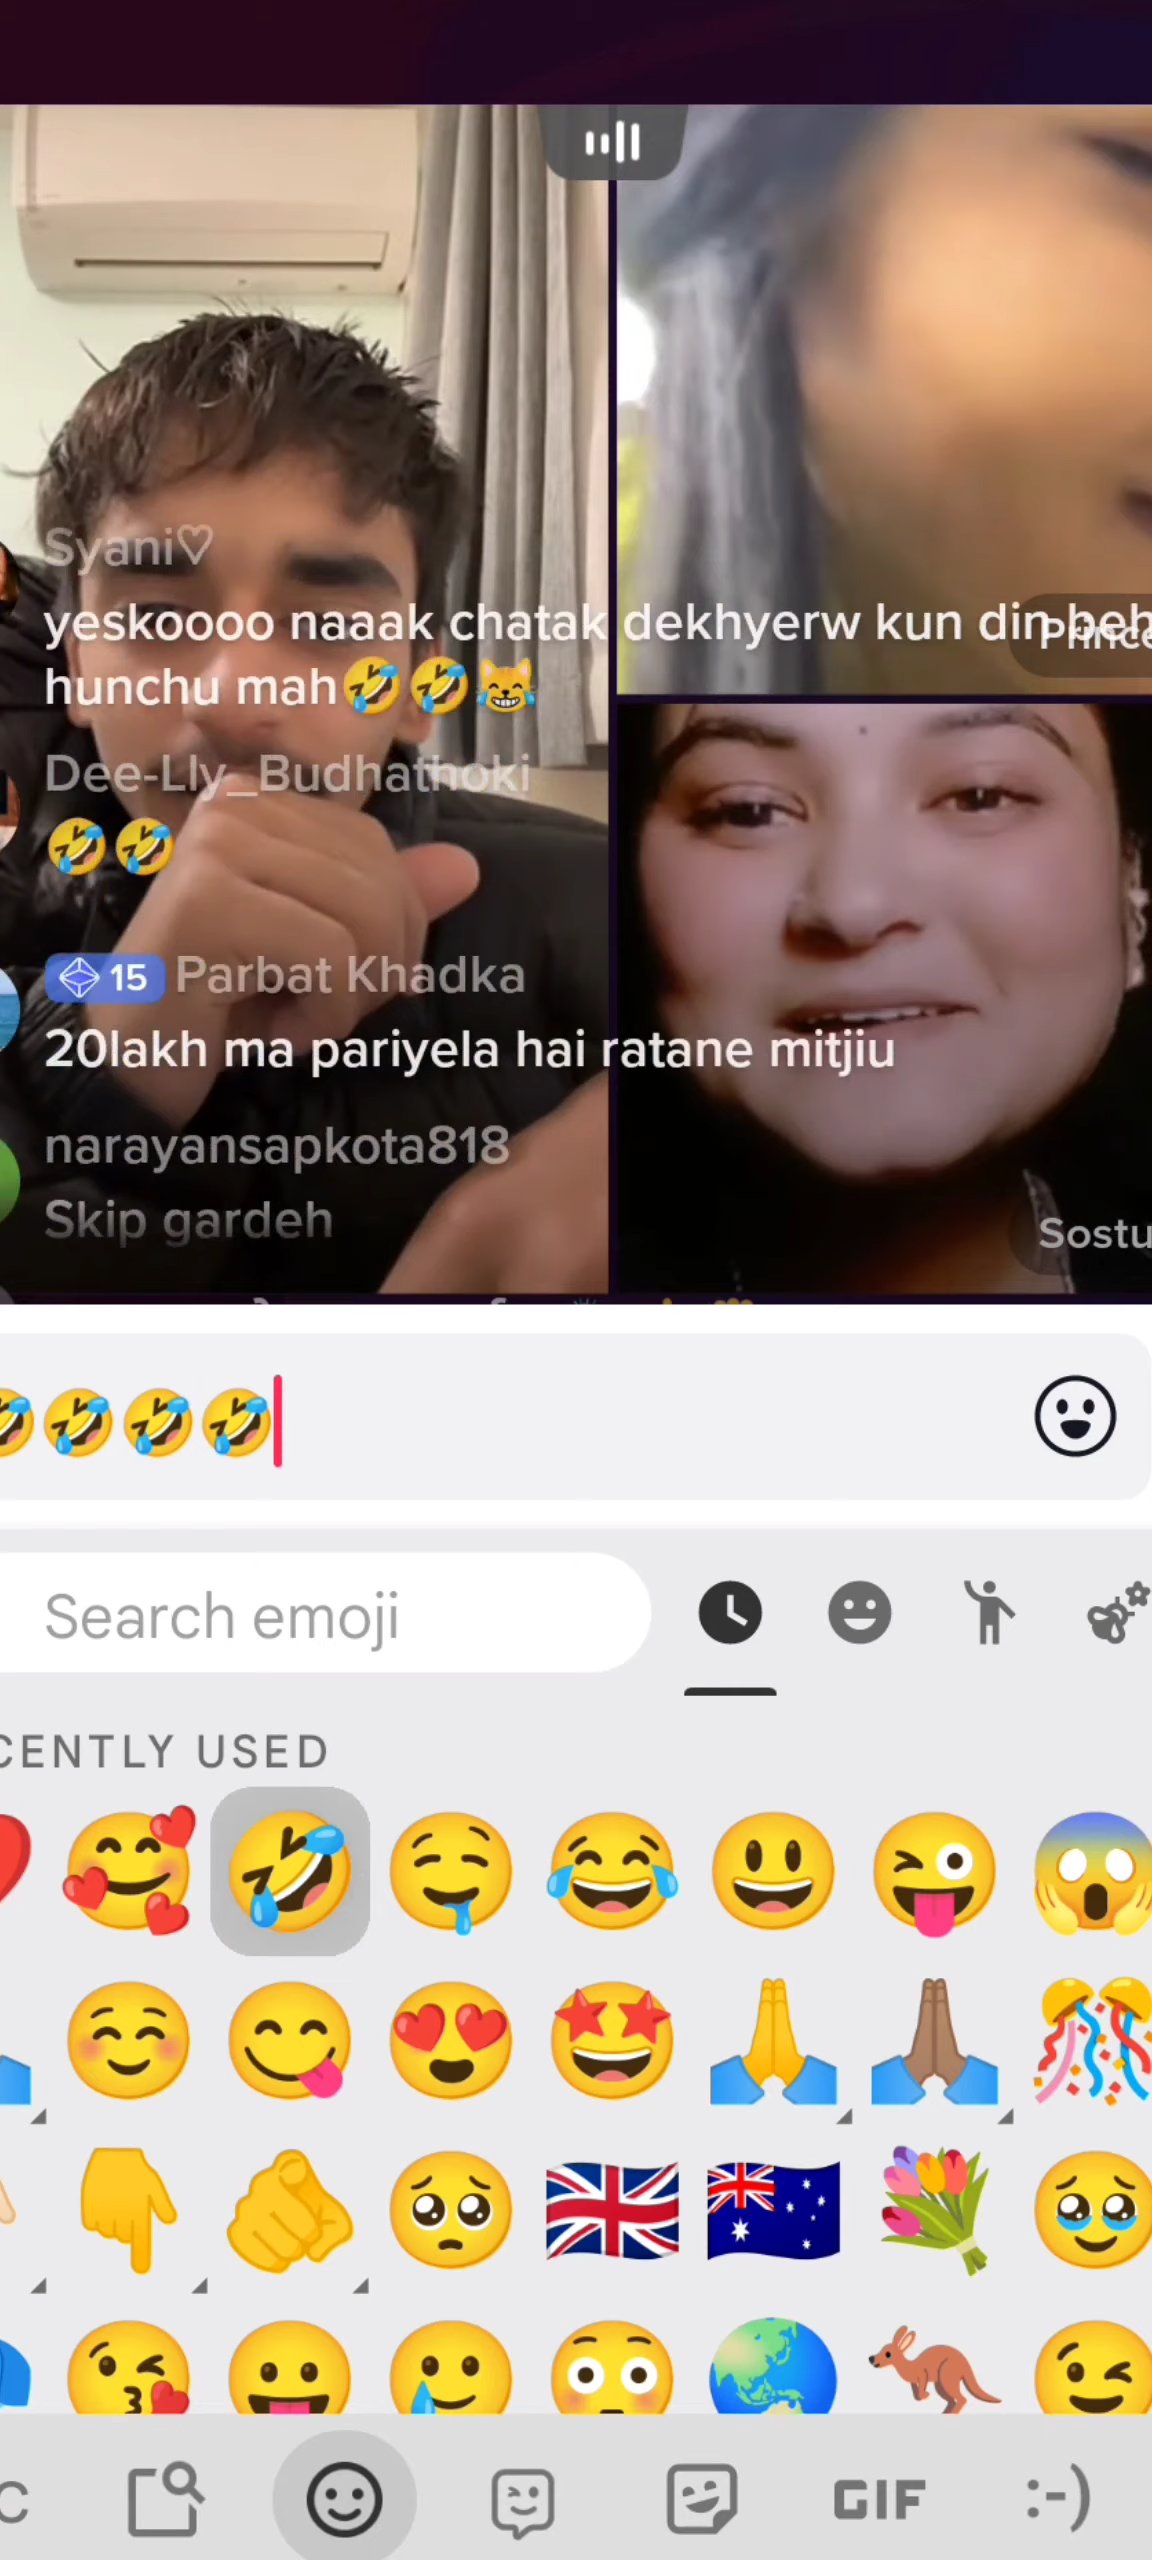 Syani♡
yeskoooo naaak chatak dekhyerw kun din beh
hunchu mah🤣🤣😹
Prince
Dee-Lly_Budhathoki
🤣🤣
15 Parbat Khadka
20lakh ma pariyela hai ratane mitjiu
narayansapkota818
Skip gardeh
Sostu
🤣🤣🤣🤣
Search emoji
CENTLY USED
GIF
:-)